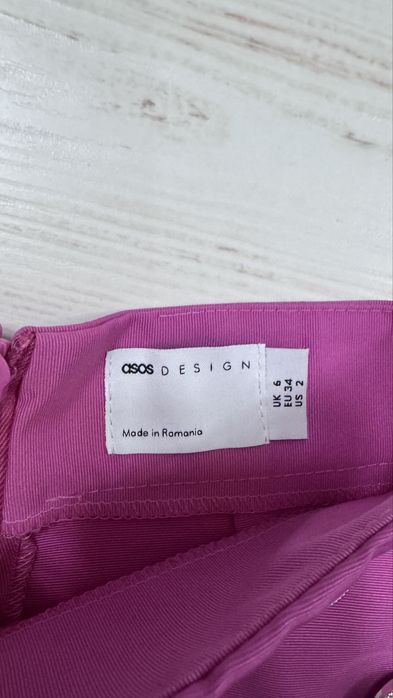 asos DESIGN
Made in Romania
UK 6
EU 34
US 2